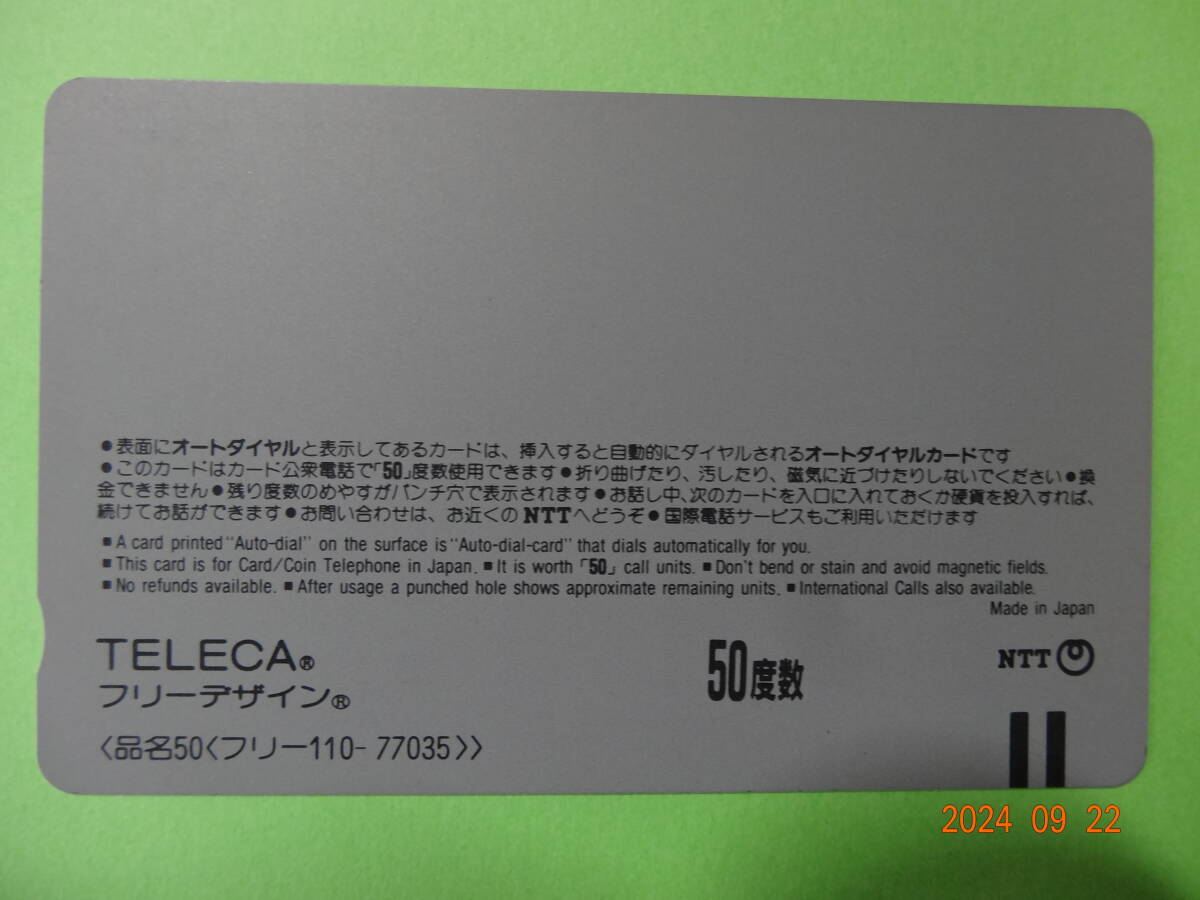 ●表面にオートダイヤルと表示してあるカードは、挿入すると自動的にダイヤルされるオートダイヤルカードです
●このカードはカード公衆電話で「50」度数使用できます●折り曲げたり、汚したり、磁気に近づけたりしないでください●換
金できません●残り度数のめやすがパンチ穴で表示されます●お話し中、次のカードを入口に入れておくか硬貨を投入すれば、
続けてお話ができます●お問い合わせは、お近くのNTTへどうぞ●国際電話サービスもご利用いただけます
■A card printed "Auto-dial" on the surface is "Auto-dial-card" that dials automatically for you.
■This card is for Card/Coin Telephone in Japan. ■It is worth「50」call units. ■Don't bend or stain and avoid magnetic fields.
■No refunds available. ■After usage a punched hole shows approximate remaining units. ■International Calls also available.
Made in Japan
TELECA®
フリーデザイン®
50度数
NTT
〈品名50〈フリー110-77035〉〉
2024 09 22